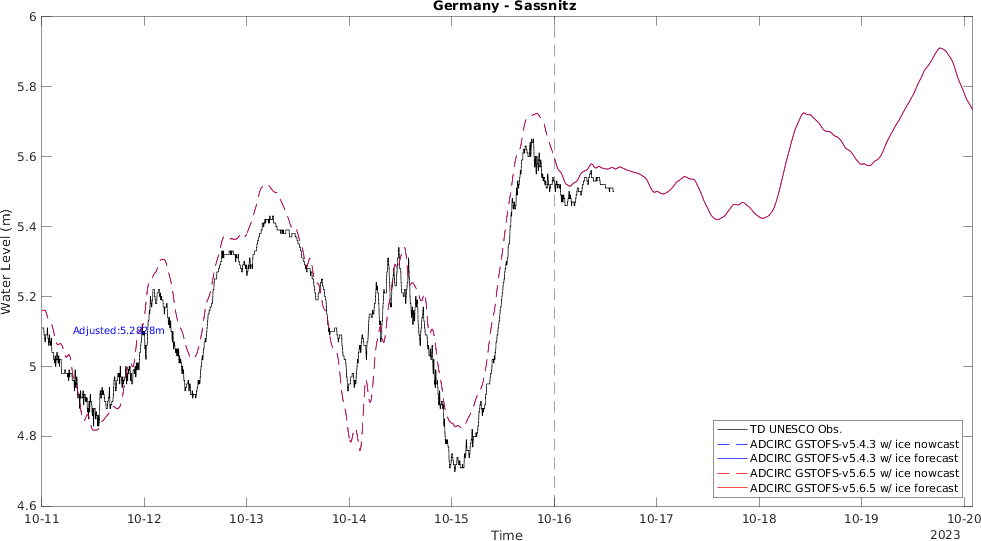 Germany - Sassnitz
6
5.8
5.6
5.4
5.2
5
4.8
4.6
Water Level (m)
Adjusted:5.2828m
TD UNESCO Obs.
ADCIRC GSTOFS-v5.4.3 w/ ice nowcast
ADCIRC GSTOFS-v5.4.3 w/ ice forecast
ADCIRC GSTOFS-v5.6.5 w/ ice nowcast
ADCIRC GSTOFS-v5.6.5 w/ ice forecast
10-11 10-12 10-13 10-14 10-15 10-16 10-17 10-18 10-19 10-20
Time 2023